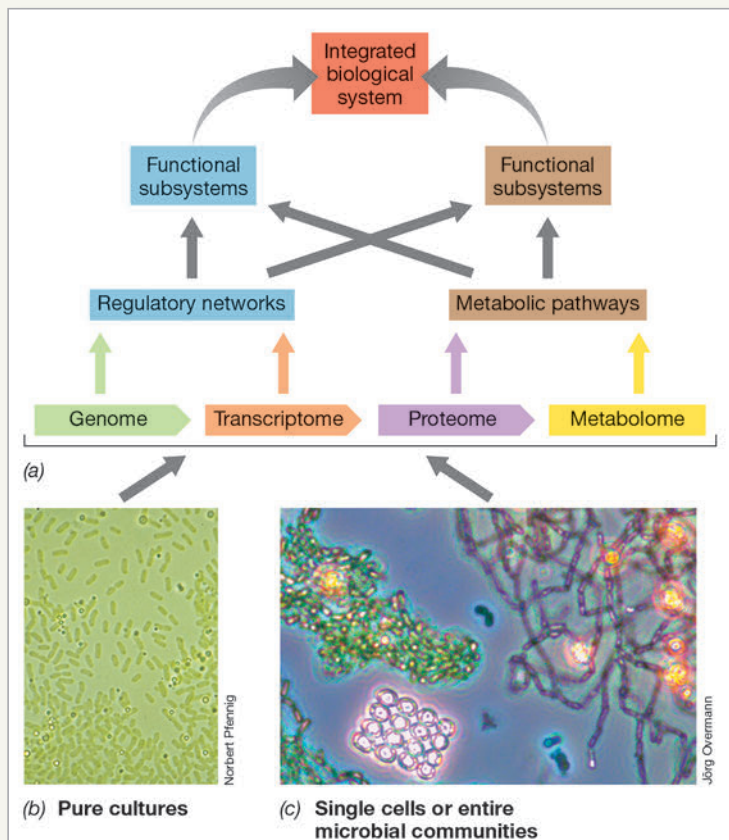 Integrated
biological
system
Functional
subsystems
Functional
subsystems
Regulatory networks
Metabolic pathways
Genome
Transcriptome
Proteome
Metabolome
(a)
Norbert Pfennig
Jörg Overmann
(b) Pure cultures
(c) Single cells or entire
microbial communities